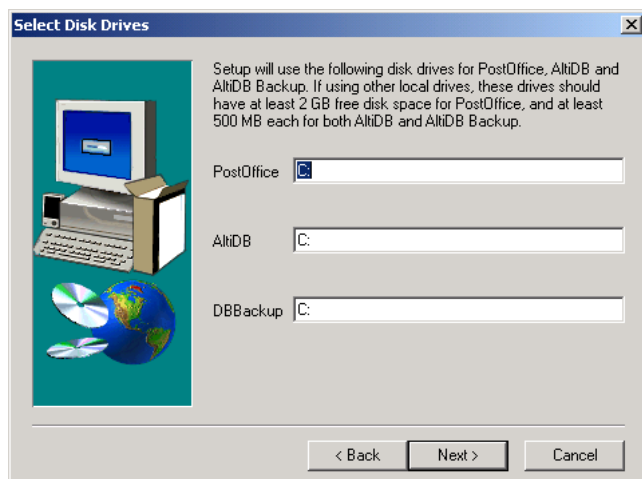 Select Disk Drives
Setup will use the following disk drives for PostOffice, AltiDB and
AltiDB Backup. If using other local drives, these drives should
have at least 2 GB free disk space for PostOffice, and at least
500 MB each for both AltiDB and AltiDB Backup.
PostOffice C:
AltiDB C:
DBBackup C:
< Back Next > Cancel